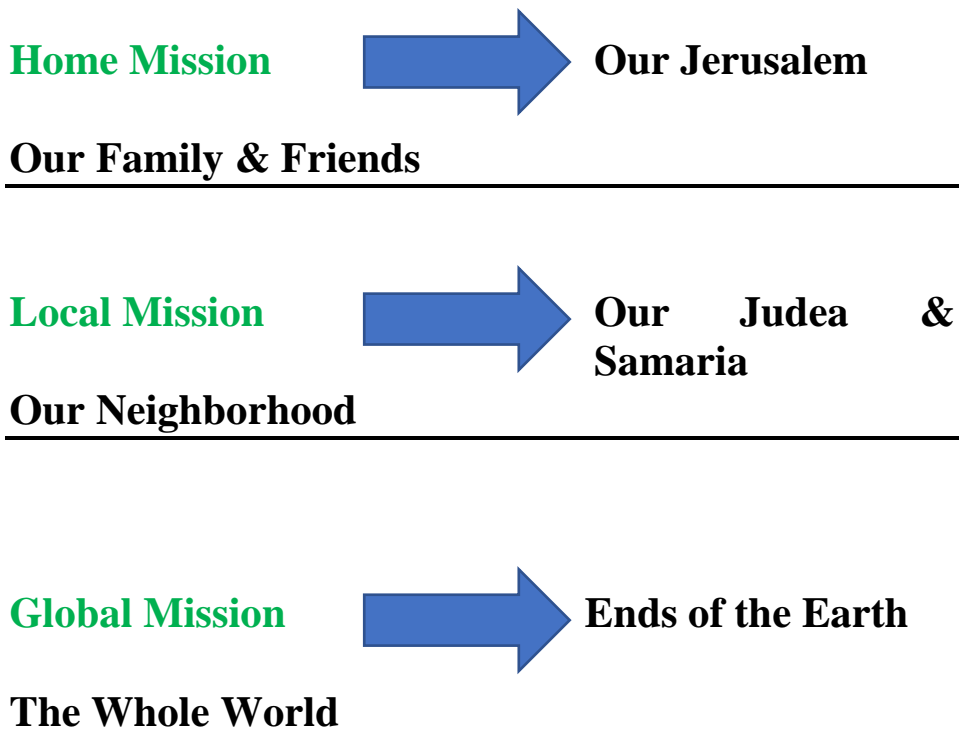 Home Mission Our Jerusalem
Our Family & Friends
Local Mission Our Judea &
Samaria
Our Neighborhood
Global Mission Ends of the Earth
The Whole World